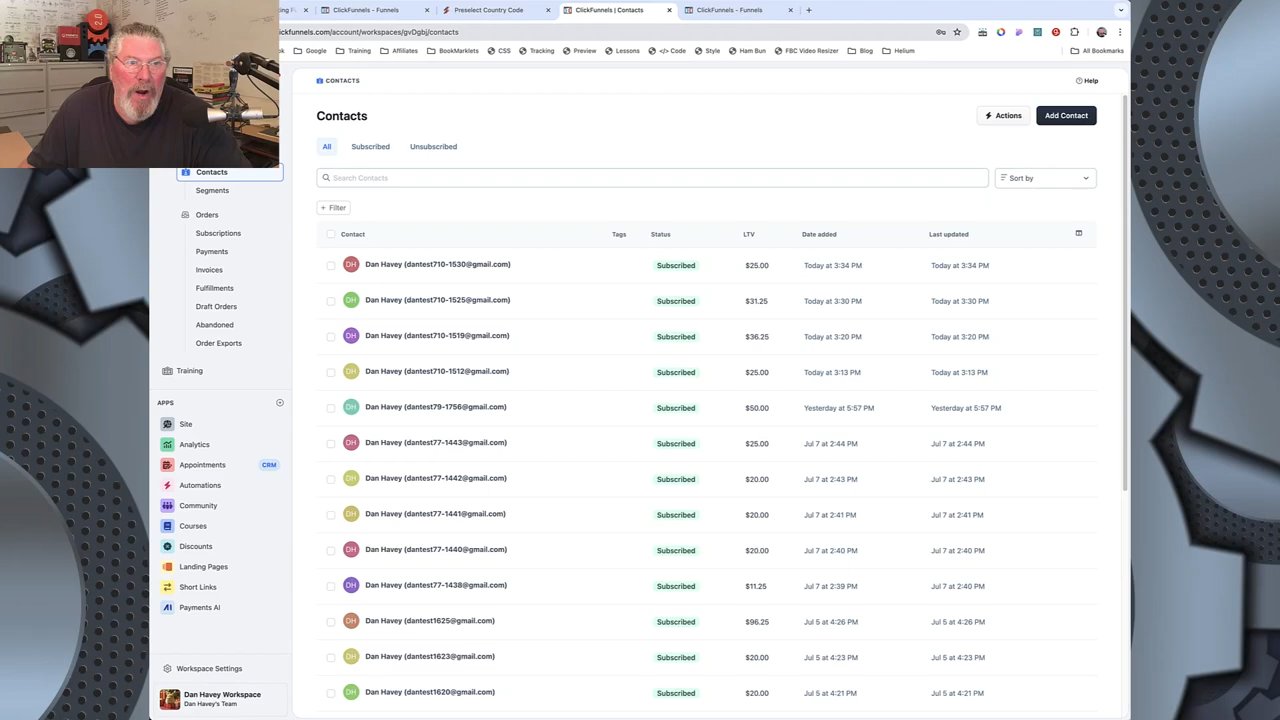 ting F
ClickFunnels - Funnels
Preselect Country Code
ClickFunnels | Contacts
ClickFunnels - Funnels
ickfunnels.com/account/workspaces/gvDgbj/contacts
Google
Training
Affiliates
BookMarklets
CSS
Tracking
Preview
Lessons
</> Code
Style
Ham Bun
FBC Video Resizer
Blog
Helium
All Bookmarks
2.0
CONTACTS
Help
Contacts
Actions
Add Contact
All
Subscribed
Unsubscribed
Search Contacts
Sort by
+ Filter
Contact Tags Status LTV Date added Last updated
DH Dan Havey (dantest710-1530@gmail.com) Subscribed $25.00 Today at 3:34 PM Today at 3:34 PM
DH Dan Havey (dantest710-1525@gmail.com) Subscribed $31.25 Today at 3:30 PM Today at 3:30 PM
DH Dan Havey (dantest710-1519@gmail.com) Subscribed $36.25 Today at 3:20 PM Today at 3:20 PM
DH Dan Havey (dantest710-1512@gmail.com) Subscribed $25.00 Today at 3:13 PM Today at 3:13 PM
DH Dan Havey (dantest79-1756@gmail.com) Subscribed $50.00 Yesterday at 5:57 PM Yesterday at 5:57 PM
DH Dan Havey (dantest77-1443@gmail.com) Subscribed $25.00 Jul 7 at 2:44 PM Jul 7 at 2:44 PM
DH Dan Havey (dantest77-1442@gmail.com) Subscribed $20.00 Jul 7 at 2:43 PM Jul 7 at 2:43 PM
DH Dan Havey (dantest77-1441@gmail.com) Subscribed $20.00 Jul 7 at 2:41 PM Jul 7 at 2:41 PM
DH Dan Havey (dantest77-1440@gmail.com) Subscribed $20.00 Jul 7 at 2:40 PM Jul 7 at 2:40 PM
DH Dan Havey (dantest77-1438@gmail.com) Subscribed $11.25 Jul 7 at 2:39 PM Jul 7 at 2:40 PM
DH Dan Havey (dantest1625@gmail.com) Subscribed $96.25 Jul 5 at 4:26 PM Jul 5 at 4:26 PM
DH Dan Havey (dantest1623@gmail.com) Subscribed $20.00 Jul 5 at 4:23 PM Jul 5 at 4:23 PM
DH Dan Havey (dantest1620@gmail.com) Subscribed $20.00 Jul 5 at 4:21 PM Jul 5 at 4:21 PM
Contacts
Segments
Orders
Subscriptions
Payments
Invoices
Fulfillments
Draft Orders
Abandoned
Order Exports
Training
APPS
Site
Analytics
Appointments CRM
Automations
Community
Courses
Discounts
Landing Pages
Short Links
Payments AI
Workspace Settings
Dan Havey Workspace
Dan Havey's Team